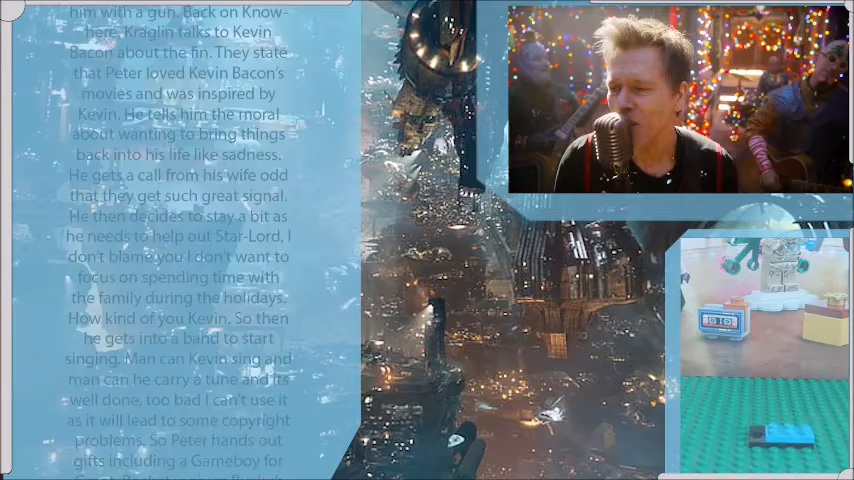 him with a gun. Back on Know-
here, Kraglin talks to Kevin
Bacon about the fin. They state
that Peter loved Kevin Bacon's
movies and was inspired by
Kevin. He tells him the moral
about wanting to bring things
back into his life like sadness.
He gets a call from his wife odd
that they get such great signal.
He then decides to stay a bit as
he needs to help out Star-Lord, I
don't blame you I don't want to
focus on spending time with
the family during the holidays.
How kind of you Kevin. So then
he gets into a band to start
singing. Man can Kevin sing and
man can he carry a tune and its
well done, too bad I can't use it
as it will lead to some copyright
problems. So Peter hands out
gifts including a Gameboy for